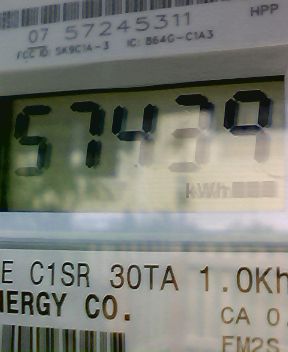 HPP
07 57245311
FCC ID: SK9C1A-3 IC: 864G-C1A3
57439
kWh
E C1SR 30TA 1.0Kh
NERGY CO.
CA 0.
FM2S